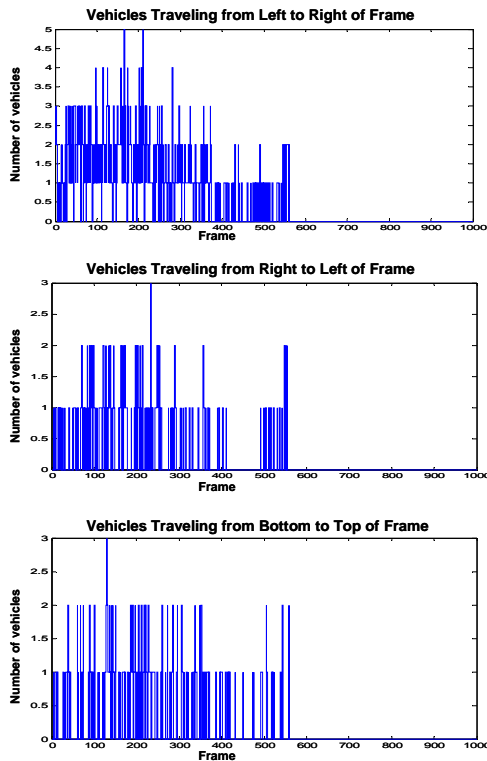 Vehicles Traveling from Left to Right of Frame
5
4.5
4
3.5
3
2.5
2
1.5
1
0.5
0
Number of vehicles
0 100 200 300 400 500 600 700 800 900 1000
Frame
Vehicles Traveling from Right to Left of Frame
3
2.5
2
1.5
1
0.5
0
Number of vehicles
0 100 200 300 400 500 600 700 800 900 1000
Frame
Vehicles Traveling from Bottom to Top of Frame
3
2.5
2
1.5
1
0.5
0
Number of vehicles
0 100 200 300 400 500 600 700 800 900 1000
Frame